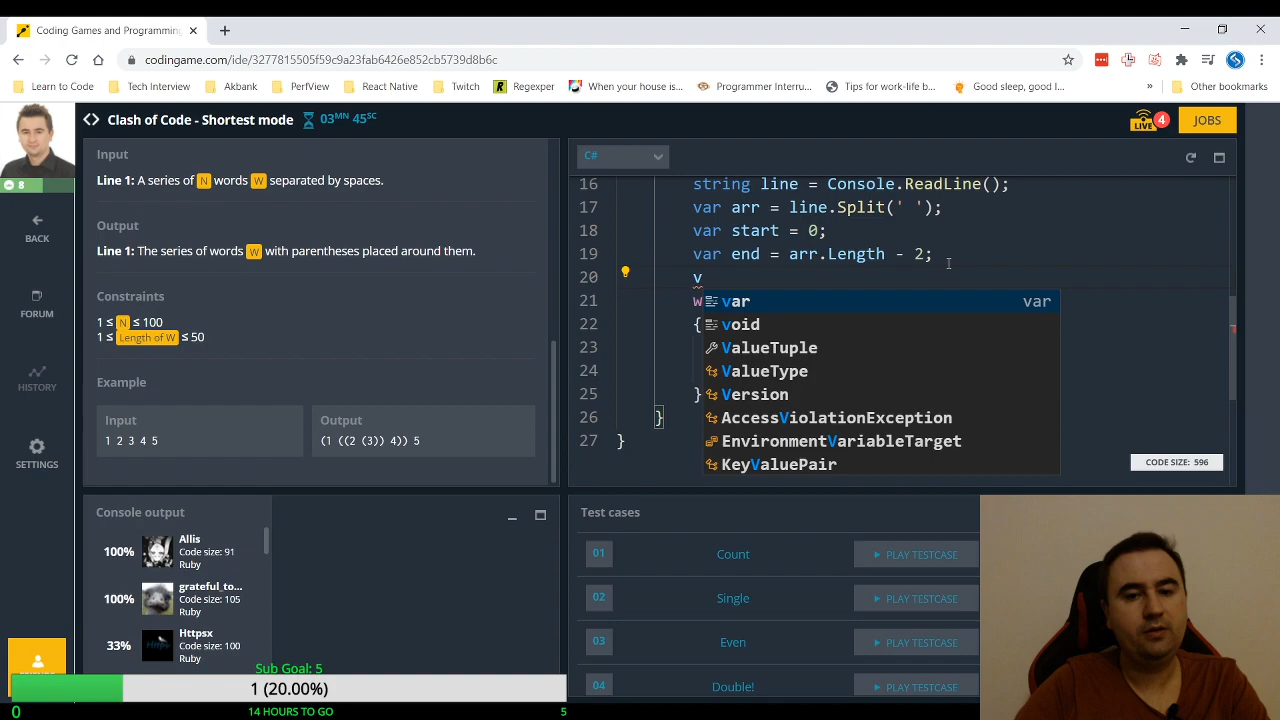 Coding Games and Programming
codingame.com/ide/3277815505f59c9a23fab6426e852cb5739d8b6c
Learn to Code
Tech Interview
Akbank
PerfView
React Native
Twitch
Regexper
When your house is...
Programmer Interru...
Tips for work-life b...
Good sleep, good l...
»
Other bookmarks
8
BACK
FORUM
HISTORY
SETTINGS
<> Clash of Code - Shortest mode 03MN 45SC
LIVE 4
JOBS
Input
Line 1: A series of N words W separated by spaces.
Output
Line 1: The series of words W with parentheses placed around them.
Constraints
1 ≤ N ≤ 100
1 ≤ Length of W ≤ 50
Example
Input
1 2 3 4 5
Output
(1 ((2 (3)) 4)) 5
C#
16 string line = Console.ReadLine();
17 var arr = line.Split(' ');
18 var start = 0;
19 var end = arr.Length - 2;
20 v
21 w
22 {
23
24
25 }
26 }
27 }
var var
void
ValueTuple
ValueType
Version
AccessViolationException
EnvironmentVariableTarget
KeyValuePair
CODE SIZE: 596
Console output
100% Allis
Code size: 91
Ruby
100% grateful_to...
Code size: 105
Ruby
33% Httpsx
Code size: 100
Ruby
Test cases
01 Count PLAY TESTCASE
02 Single PLAY TESTCASE
03 Even PLAY TESTCASE
04 Double! PLAY TESTCASE
Sub Goal: 5
1 (20.00%)
0 14 HOURS TO GO 5